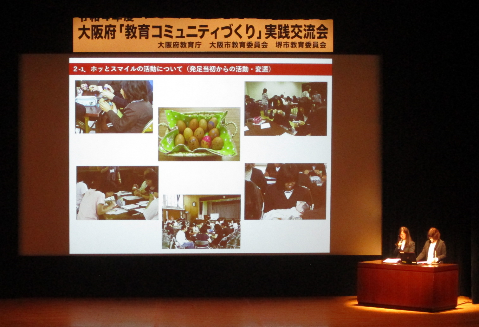 大阪府「教育コミュニティづくり」実践交流会
大阪府教育庁 大阪市教育委員会 堺市教育委員会
2-1. ホッとスマイルの活動について（発足当初からの活動・変遷）